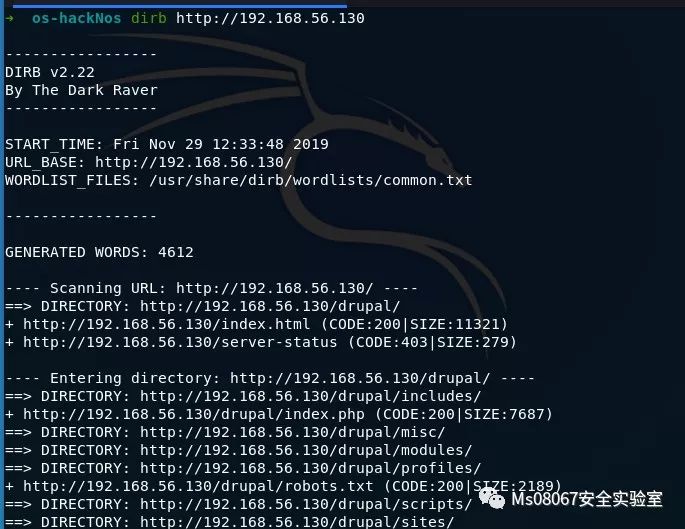 → os-hackNos dirb http://192.168.56.130
-----------------
DIRB v2.22
By The Dark Raver
-----------------
START_TIME: Fri Nov 29 12:33:48 2019
URL_BASE: http://192.168.56.130/
WORDLIST_FILES: /usr/share/dirb/wordlists/common.txt
-----------------
GENERATED WORDS: 4612
---- Scanning URL: http://192.168.56.130/ ----
==> DIRECTORY: http://192.168.56.130/drupal/
+ http://192.168.56.130/index.html (CODE:200|SIZE:11321)
+ http://192.168.56.130/server-status (CODE:403|SIZE:279)
---- Entering directory: http://192.168.56.130/drupal/ ----
==> DIRECTORY: http://192.168.56.130/drupal/includes/
+ http://192.168.56.130/drupal/index.php (CODE:200|SIZE:7687)
==> DIRECTORY: http://192.168.56.130/drupal/misc/
==> DIRECTORY: http://192.168.56.130/drupal/modules/
==> DIRECTORY: http://192.168.56.130/drupal/profiles/
+ http://192.168.56.130/drupal/robots.txt (CODE:200|SIZE:2189)
==> DIRECTORY: http://192.168.56.130/drupal/scripts/
==> DIRECTORY: http://192.168.56.130/drupal/sites/
Ms08067安全实验室